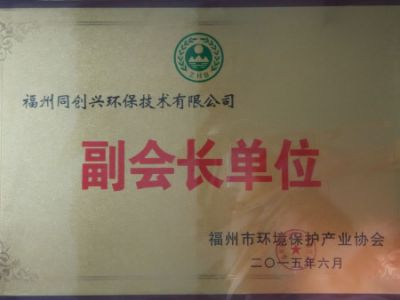 福州同创兴环保技术有限公司
副会长单位
福州市环境保护产业协会
二〇一五年六月